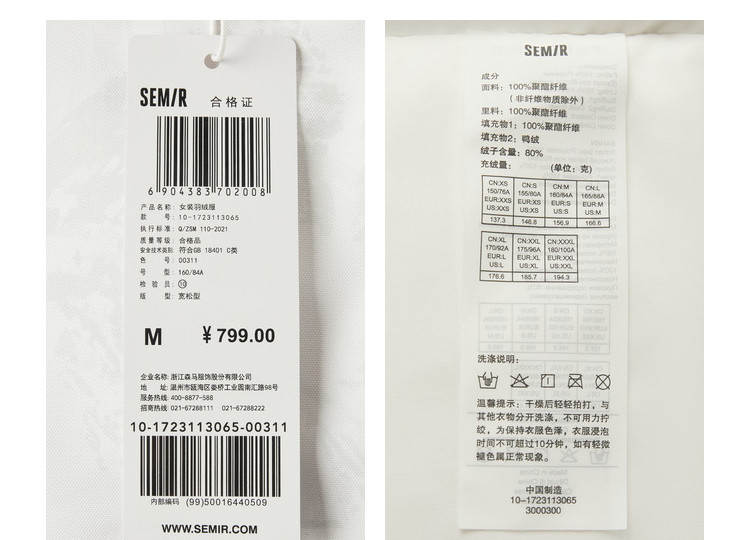 SEMIR 合格证
6 904383 702008
产品名称: 女装羽绒服
款 号: 10-1723113065
执行标准: Q/ZSM 110-2021
质量等级: 合格品
安全技术类别: 符合GB 18401 C类
色 号: 00311
号 型: 160/84A
检 验 员: ⑩
版 型: 宽松型
M ¥799.00
企业名称: 浙江森马服饰股份有限公司
地 址: 温州市瓯海区娄桥工业园南汇路98号
服务热线: 400-8877-588
招商热线: 021-67288111 021-67288222
10-1723113065-00311
内部编码 (99)50016440509
WWW.SEMIR.COM
SEMIR
成分
面料: 100%聚酯纤维
(非纤维物质除外)
里料: 100%聚酯纤维
填充物1: 100%聚酯纤维
填充物2: 鸭绒
绒子含量: 80%
充绒量: (单位: 克)
CN:XS CN:S CN:M CN:L
150/76A 155/80A 160/84A 165/88A
EUR:XXS EUR:XS EUR:S EUR:M
US:XXS US:XS US:S US:M
137.3 146.8 156.9 166.6
CN:XL CN:XXL CN:XXXL
170/92A 175/96A 180/100A
EUR:L EUR:XL EUR:XXL
US:L US:XL US:XXL
176.6 185.7 194.3
洗涤说明:
温馨提示: 干燥后轻轻拍打, 与
其他衣物分开洗涤, 不可用力拧
绞, 为保持衣服色泽, 衣服浸泡
时间不可超过10分钟, 如有轻微
褪色属正常现象。
中国制造
10-1723113065
3000300